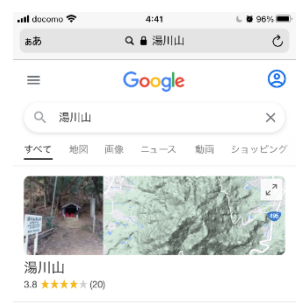 docomo 4:41 96%
ぁあ 湯川山
Google
湯川山
すべて 地図 画像 ニュース 動画 ショッピング
495
湯川山
3.8 ★★★★★ (20)